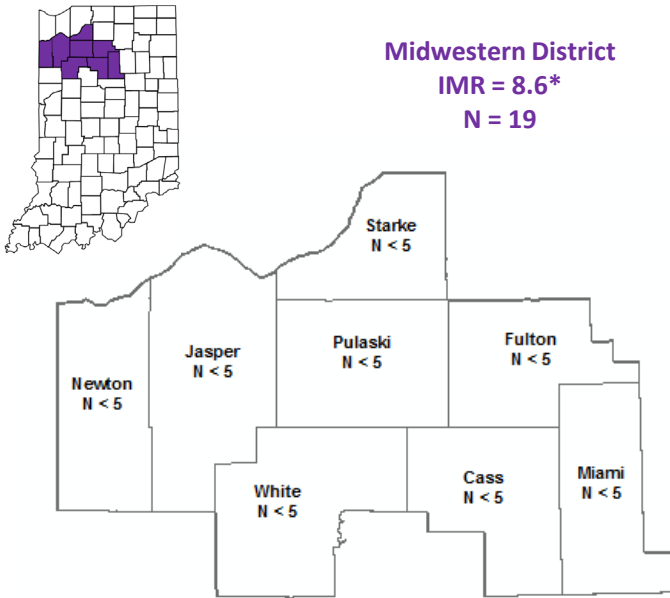 Midwestern District
IMR = 8.6*
N = 19
Starke
N < 5
Jasper
N < 5
Pulaski
N < 5
Fulton
N < 5
Newton
N < 5
White
N < 5
Cass
N < 5
Miami
N < 5